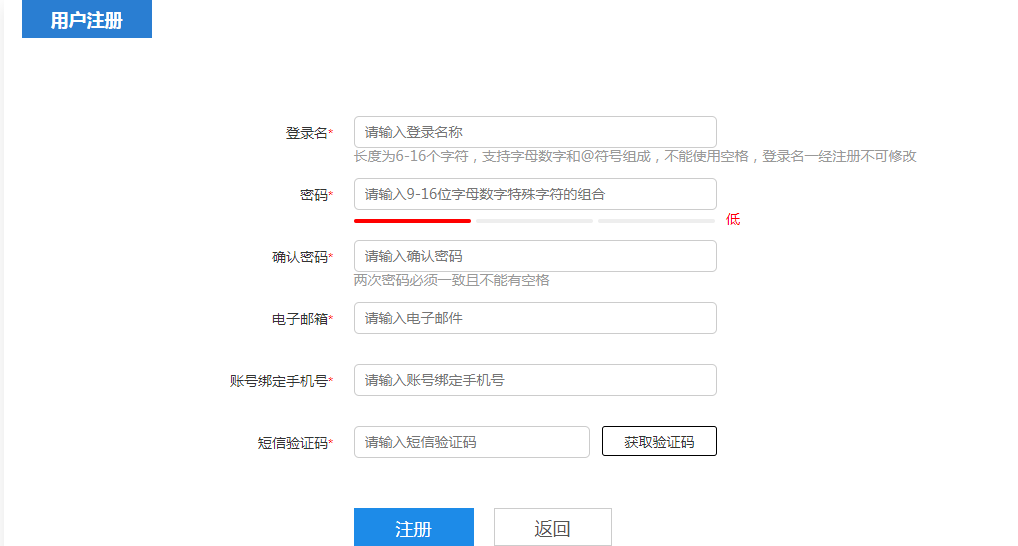 用户注册
登录名* 请输入登录名称
长度为6-16个字符，支持字母数字和@符号组成，不能使用空格，登录名一经注册不可修改
密码* 请输入9-16位字母数字特殊字符的组合
低
确认密码* 请输入确认密码
两次密码必须一致且不能有空格
电子邮箱* 请输入电子邮件
账号绑定手机号* 请输入账号绑定手机号
短信验证码* 请输入短信验证码 获取验证码
注册 返回